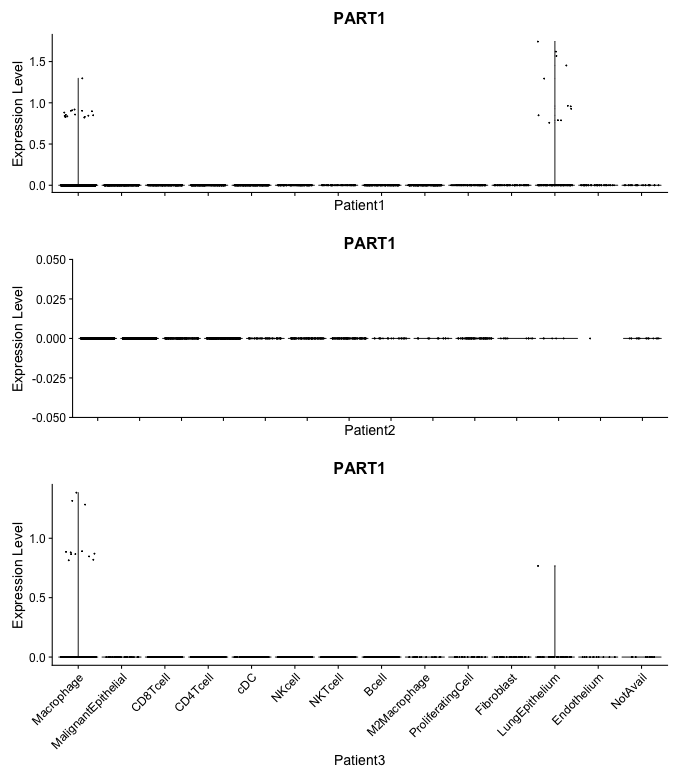 PART1
Expression Level
1.5
1.0
0.5
0.0
Patient1
PART1
Expression Level
0.050
0.025
0.000
-0.025
-0.050
Patient2
PART1
Expression Level
1.0
0.5
0.0
Macrophage
MalignantEpithelial
CD8Tcell
CD4Tcell
cDC
NKcell
NKTcell
Bcell
M2Macrophage
ProliferatingCell
Fibroblast
LungEpithelium
Endothelium
NotAvail
Patient3